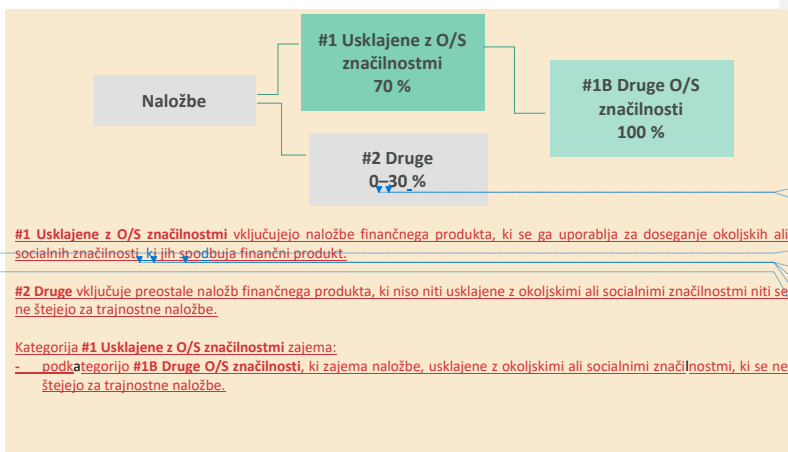 #1 Usklajene z O/S
značilnostmi
70 %
Naložbe
#1B Druge O/S
značilnosti
100 %
#2 Druge
0–30 %
#1 Usklajene z O/S značilnostmi vključujejo naložbe finančnega produkta, ki se ga uporablja za doseganje okoljskih ali
socialnih značilnosti, ki jih spodbuja finančni produkt.
#2 Druge vključuje preostale naložb finančnega produkta, ki niso niti usklajene z okoljskimi ali socialnimi značilnostmi niti se
ne štejejo za trajnostne naložbe.
Kategorija #1 Usklajene z O/S značilnostmi zajema:
- podkategorijo #1B Druge O/S značilnosti, ki zajema naložbe, usklajene z okoljskimi ali socialnimi značilnostmi, ki se ne
štejejo za trajnostne naložbe.